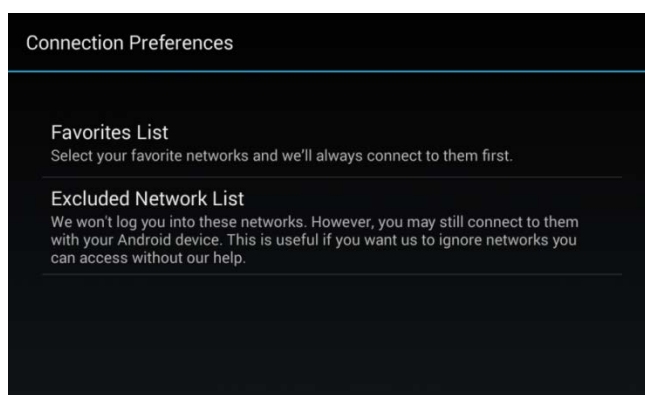 Connection Preferences
Favorites List
Select your favorite networks and we'll always connect to them first.
Excluded Network List
We won't log you into these networks. However, you may still connect to them
with your Android device. This is useful if you want us to ignore networks you
can access without our help.